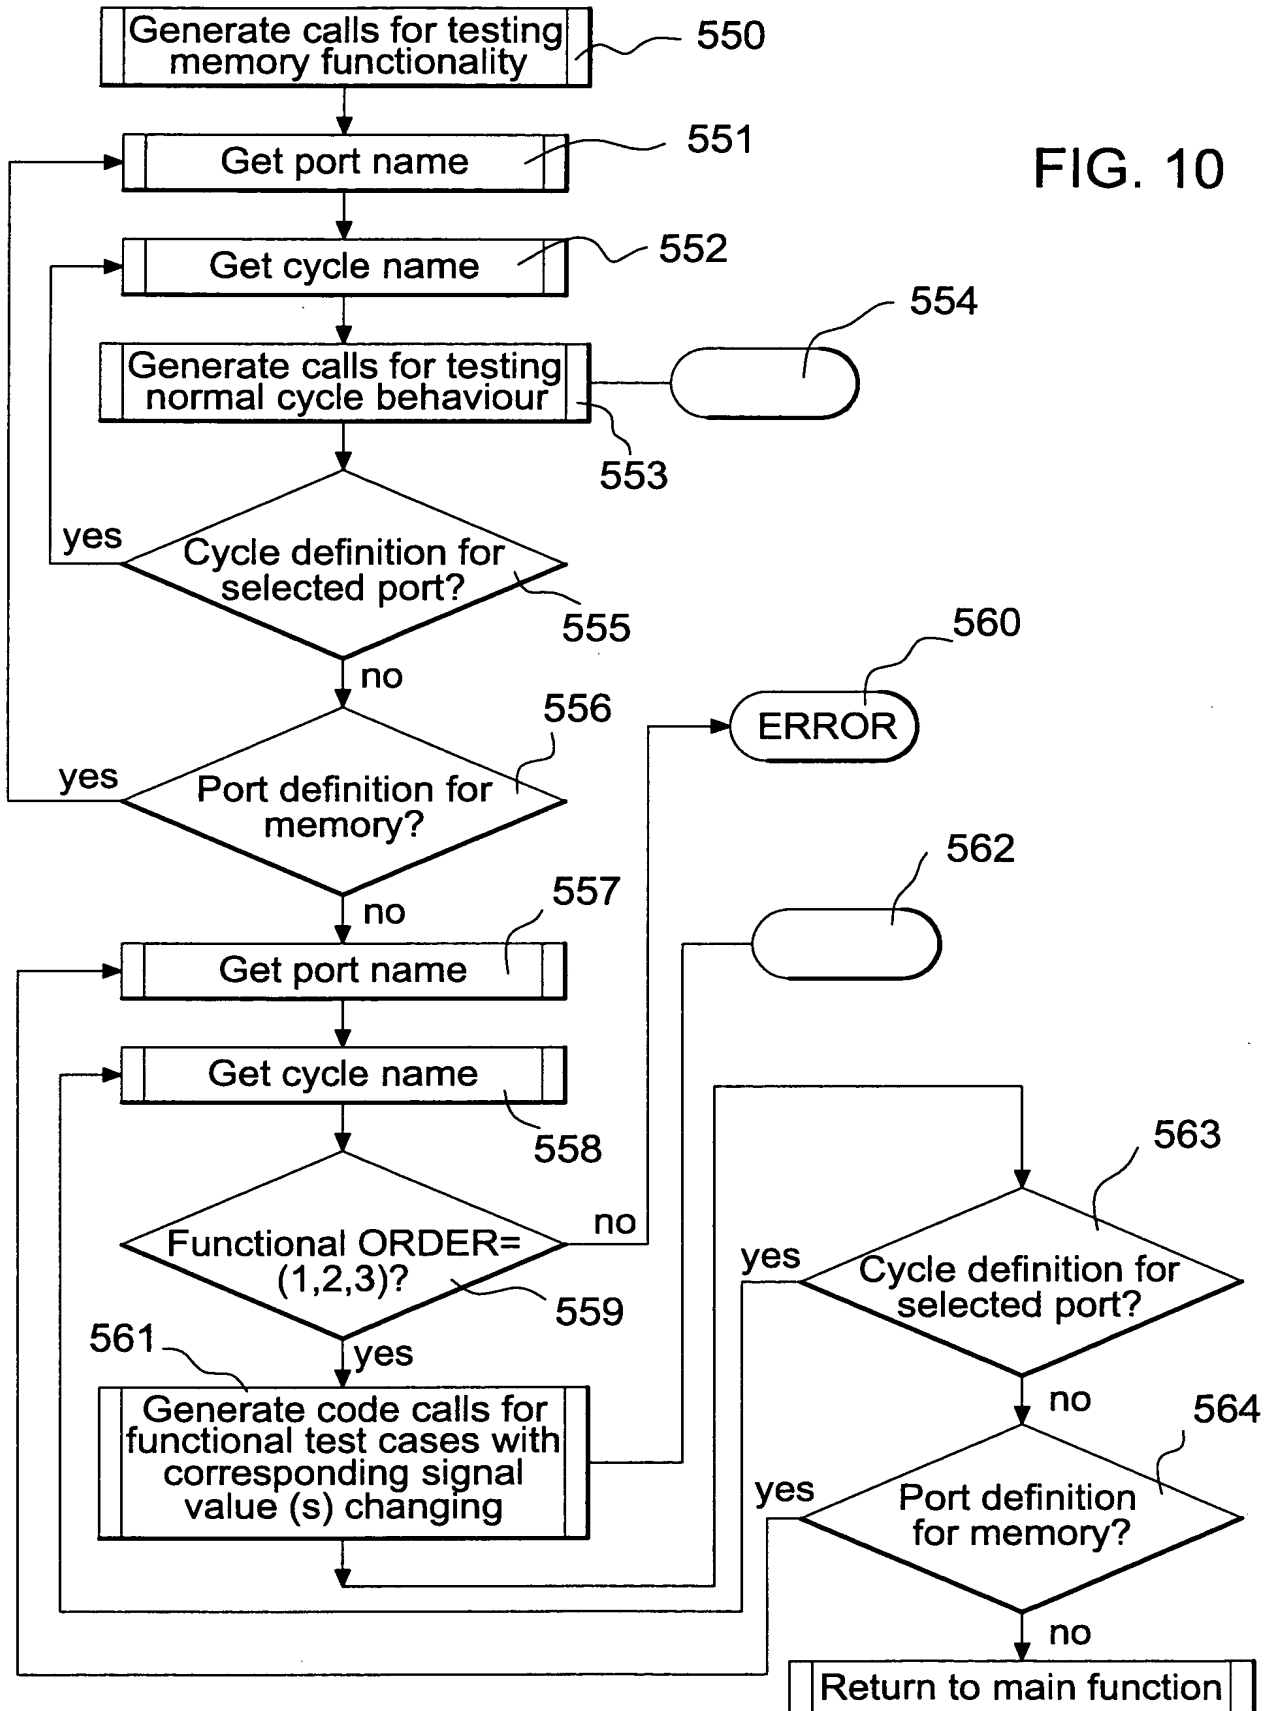 Generate calls for testing
memory functionality
550
Get port name
551
FIG. 10
Get cycle name
552
554
Generate calls for testing
normal cycle behaviour
553
yes
Cycle definition for
selected port?
555
no
560
ERROR
556
yes
Port definition for
memory?
no
557
562
Get port name
Get cycle name
558
563
Functional ORDER=
(1,2,3)?
no
559
yes
Cycle definition for
selected port?
561
yes
no
564
Generate code calls for
functional test cases with
corresponding signal
value (s) changing
yes
Port definition
for memory?
no
Return to main function